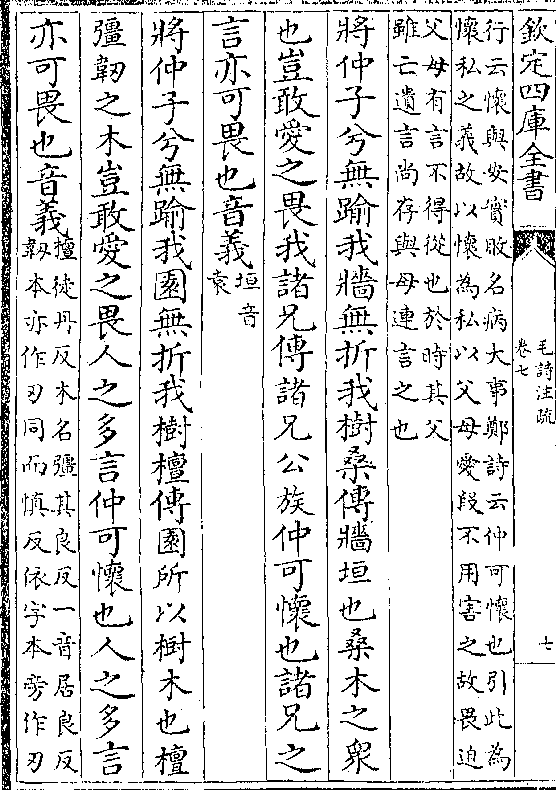 欽定四庫全書
毛詩注疏
卷七
七
行云懷與安實敗名病大事鄭詩云仲可懷也引此為
懷私之義故以懷為私以父母愛段不用害之故畏迫
父母有言不得從也於時其父
雖亡遺言尚存與母連言之也
將仲子兮無踰我牆無折我樹桑傳牆垣也桑木之衆
也豈敢愛之畏我諸兄傳諸兄公族仲可懷也諸兄之
言亦可畏也音義
垣音
袁
將仲子兮無踰我園無折我樹檀傳園所以樹木也檀
彊韌之木豈敢愛之畏人之多言仲可懷也人之多言
亦可畏也音義
檀徒丹反木名彊其良反一音居良反
韌本亦作刃同而慎反依字本旁作刃